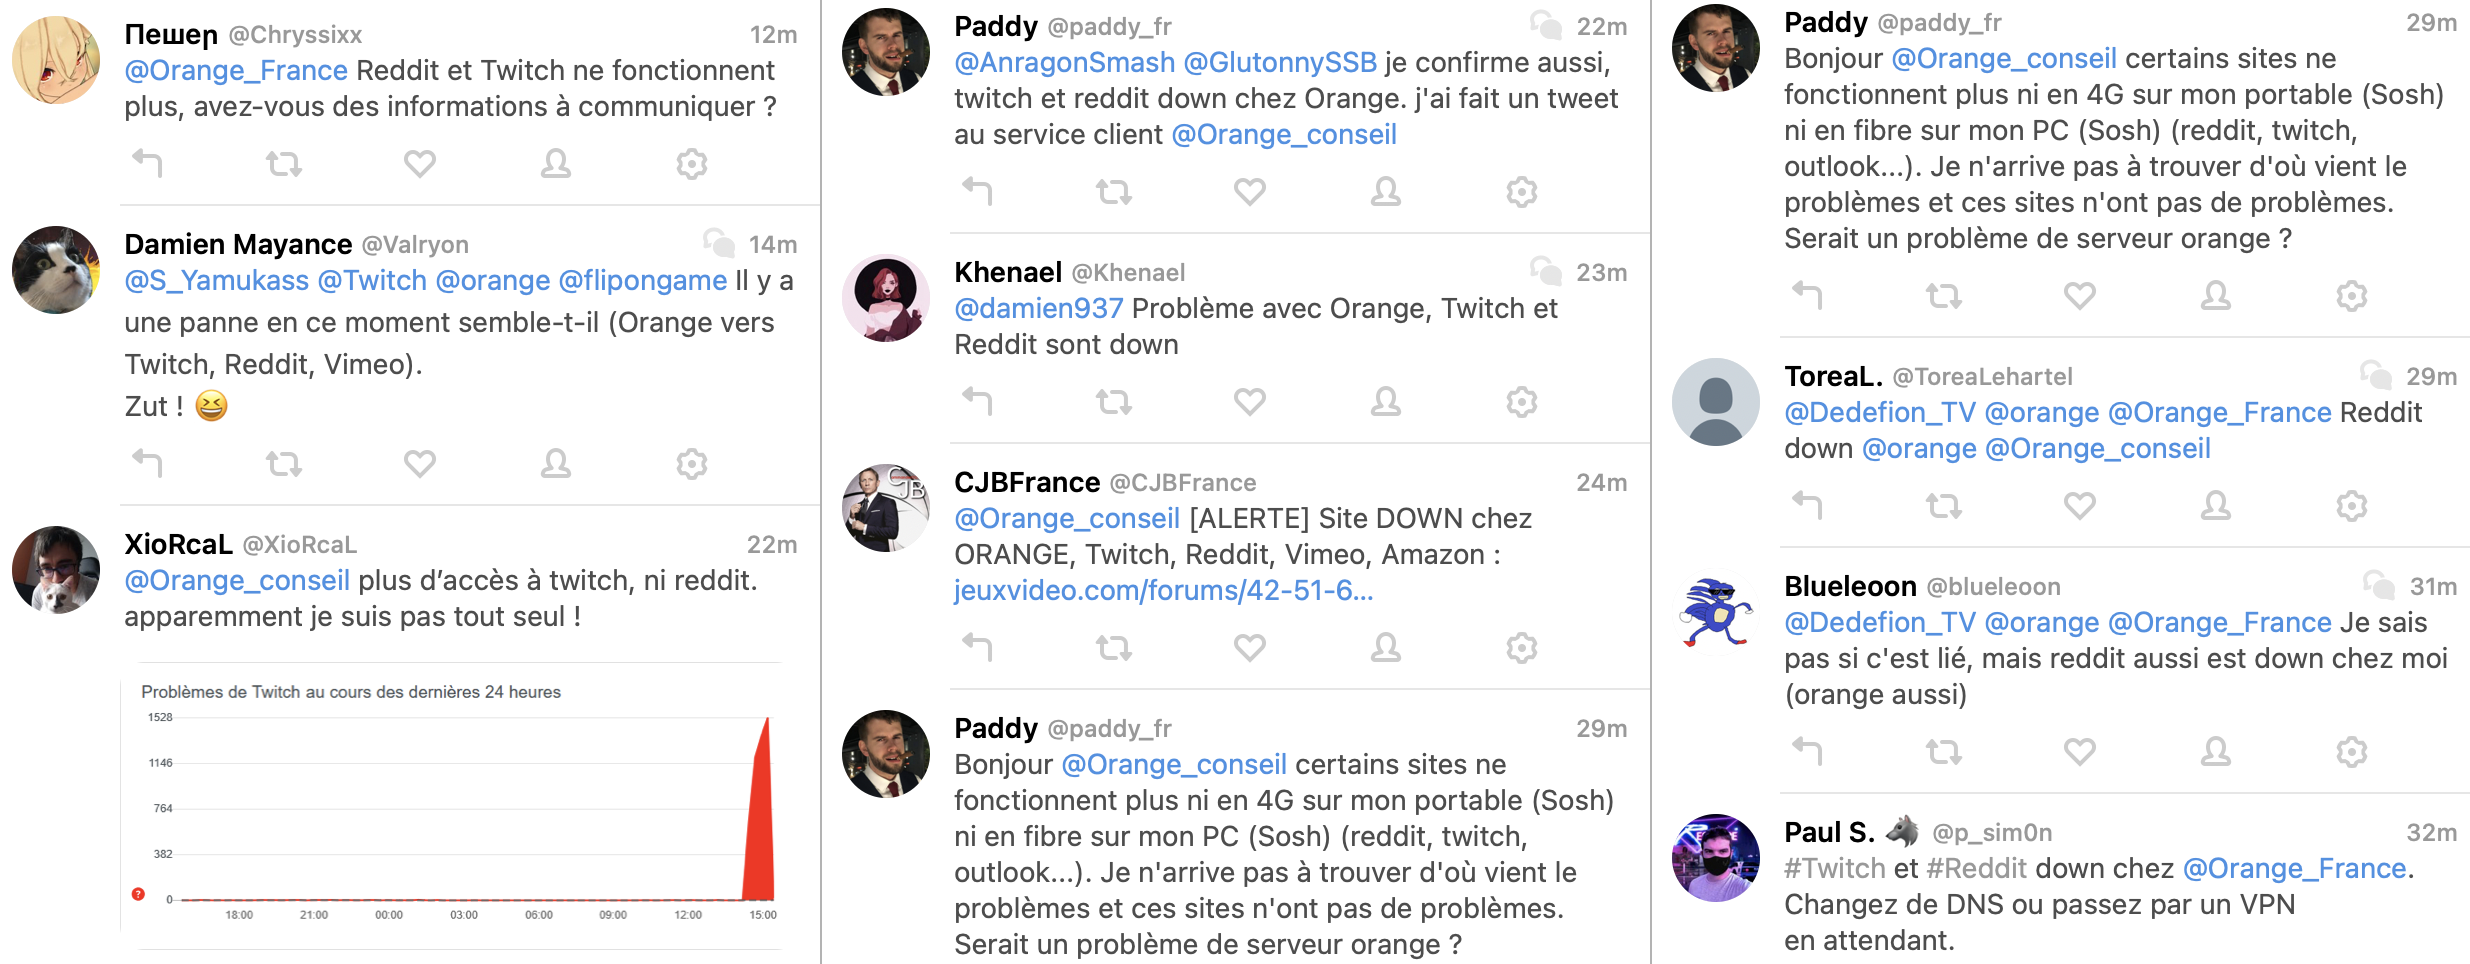 Пешер @Chryssixx 12m
@Orange_France Reddit et Twitch ne fonctionnent
plus, avez-vous des informations à communiquer ?
Damien Mayance @Valryon 14m
@S_Yamukass @Twitch @orange @flipongame Il y a
une panne en ce moment semble-t-il (Orange vers
Twitch, Reddit, Vimeo).
Zut ! 😆
XioRcaL @XioRcaL 22m
@Orange_conseil plus d’accès à twitch, ni reddit.
apparemment je suis pas tout seul !
Problèmes de Twitch au cours des dernières 24 heures
1528
1146
764
382
?
0
18:00 21:00 00:00 03:00 06:00 09:00 12:00 15:00
Paddy @paddy_fr 22m
@AnragonSmash @GlutonnySSB je confirme aussi,
twitch et reddit down chez Orange. j'ai fait un tweet
au service client @Orange_conseil
Khenael @Khenael 23m
@damien937 Problème avec Orange, Twitch et
Reddit sont down
CJB
CJBFrance @CJBFrance 24m
@Orange_conseil [ALERTE] Site DOWN chez
ORANGE, Twitch, Reddit, Vimeo, Amazon :
jeuxvideo.com/forums/42-51-6...
Paddy @paddy_fr 29m
Bonjour @Orange_conseil certains sites ne
fonctionnent plus ni en 4G sur mon portable (Sosh)
ni en fibre sur mon PC (Sosh) (reddit, twitch,
outlook...). Je n'arrive pas à trouver d'où vient le
problèmes et ces sites n'ont pas de problèmes.
Serait un problème de serveur orange ?
Paddy @paddy_fr 29m
Bonjour @Orange_conseil certains sites ne
fonctionnent plus ni en 4G sur mon portable (Sosh)
ni en fibre sur mon PC (Sosh) (reddit, twitch,
outlook...). Je n'arrive pas à trouver d'où vient le
problèmes et ces sites n'ont pas de problèmes.
Serait un problème de serveur orange ?
ToreaL. @ToreaLehartel 29m
@Dedefion_TV @orange @Orange_France Reddit
down @orange @Orange_conseil
Blueleoon @blueleoon 31m
@Dedefion_TV @orange @Orange_France Je sais
pas si c'est lié, mais reddit aussi est down chez moi
(orange aussi)
Paul S. 🐺 @p_sim0n 32m
#Twitch et #Reddit down chez @Orange_France.
Changez de DNS ou passez par un VPN
en attendant.